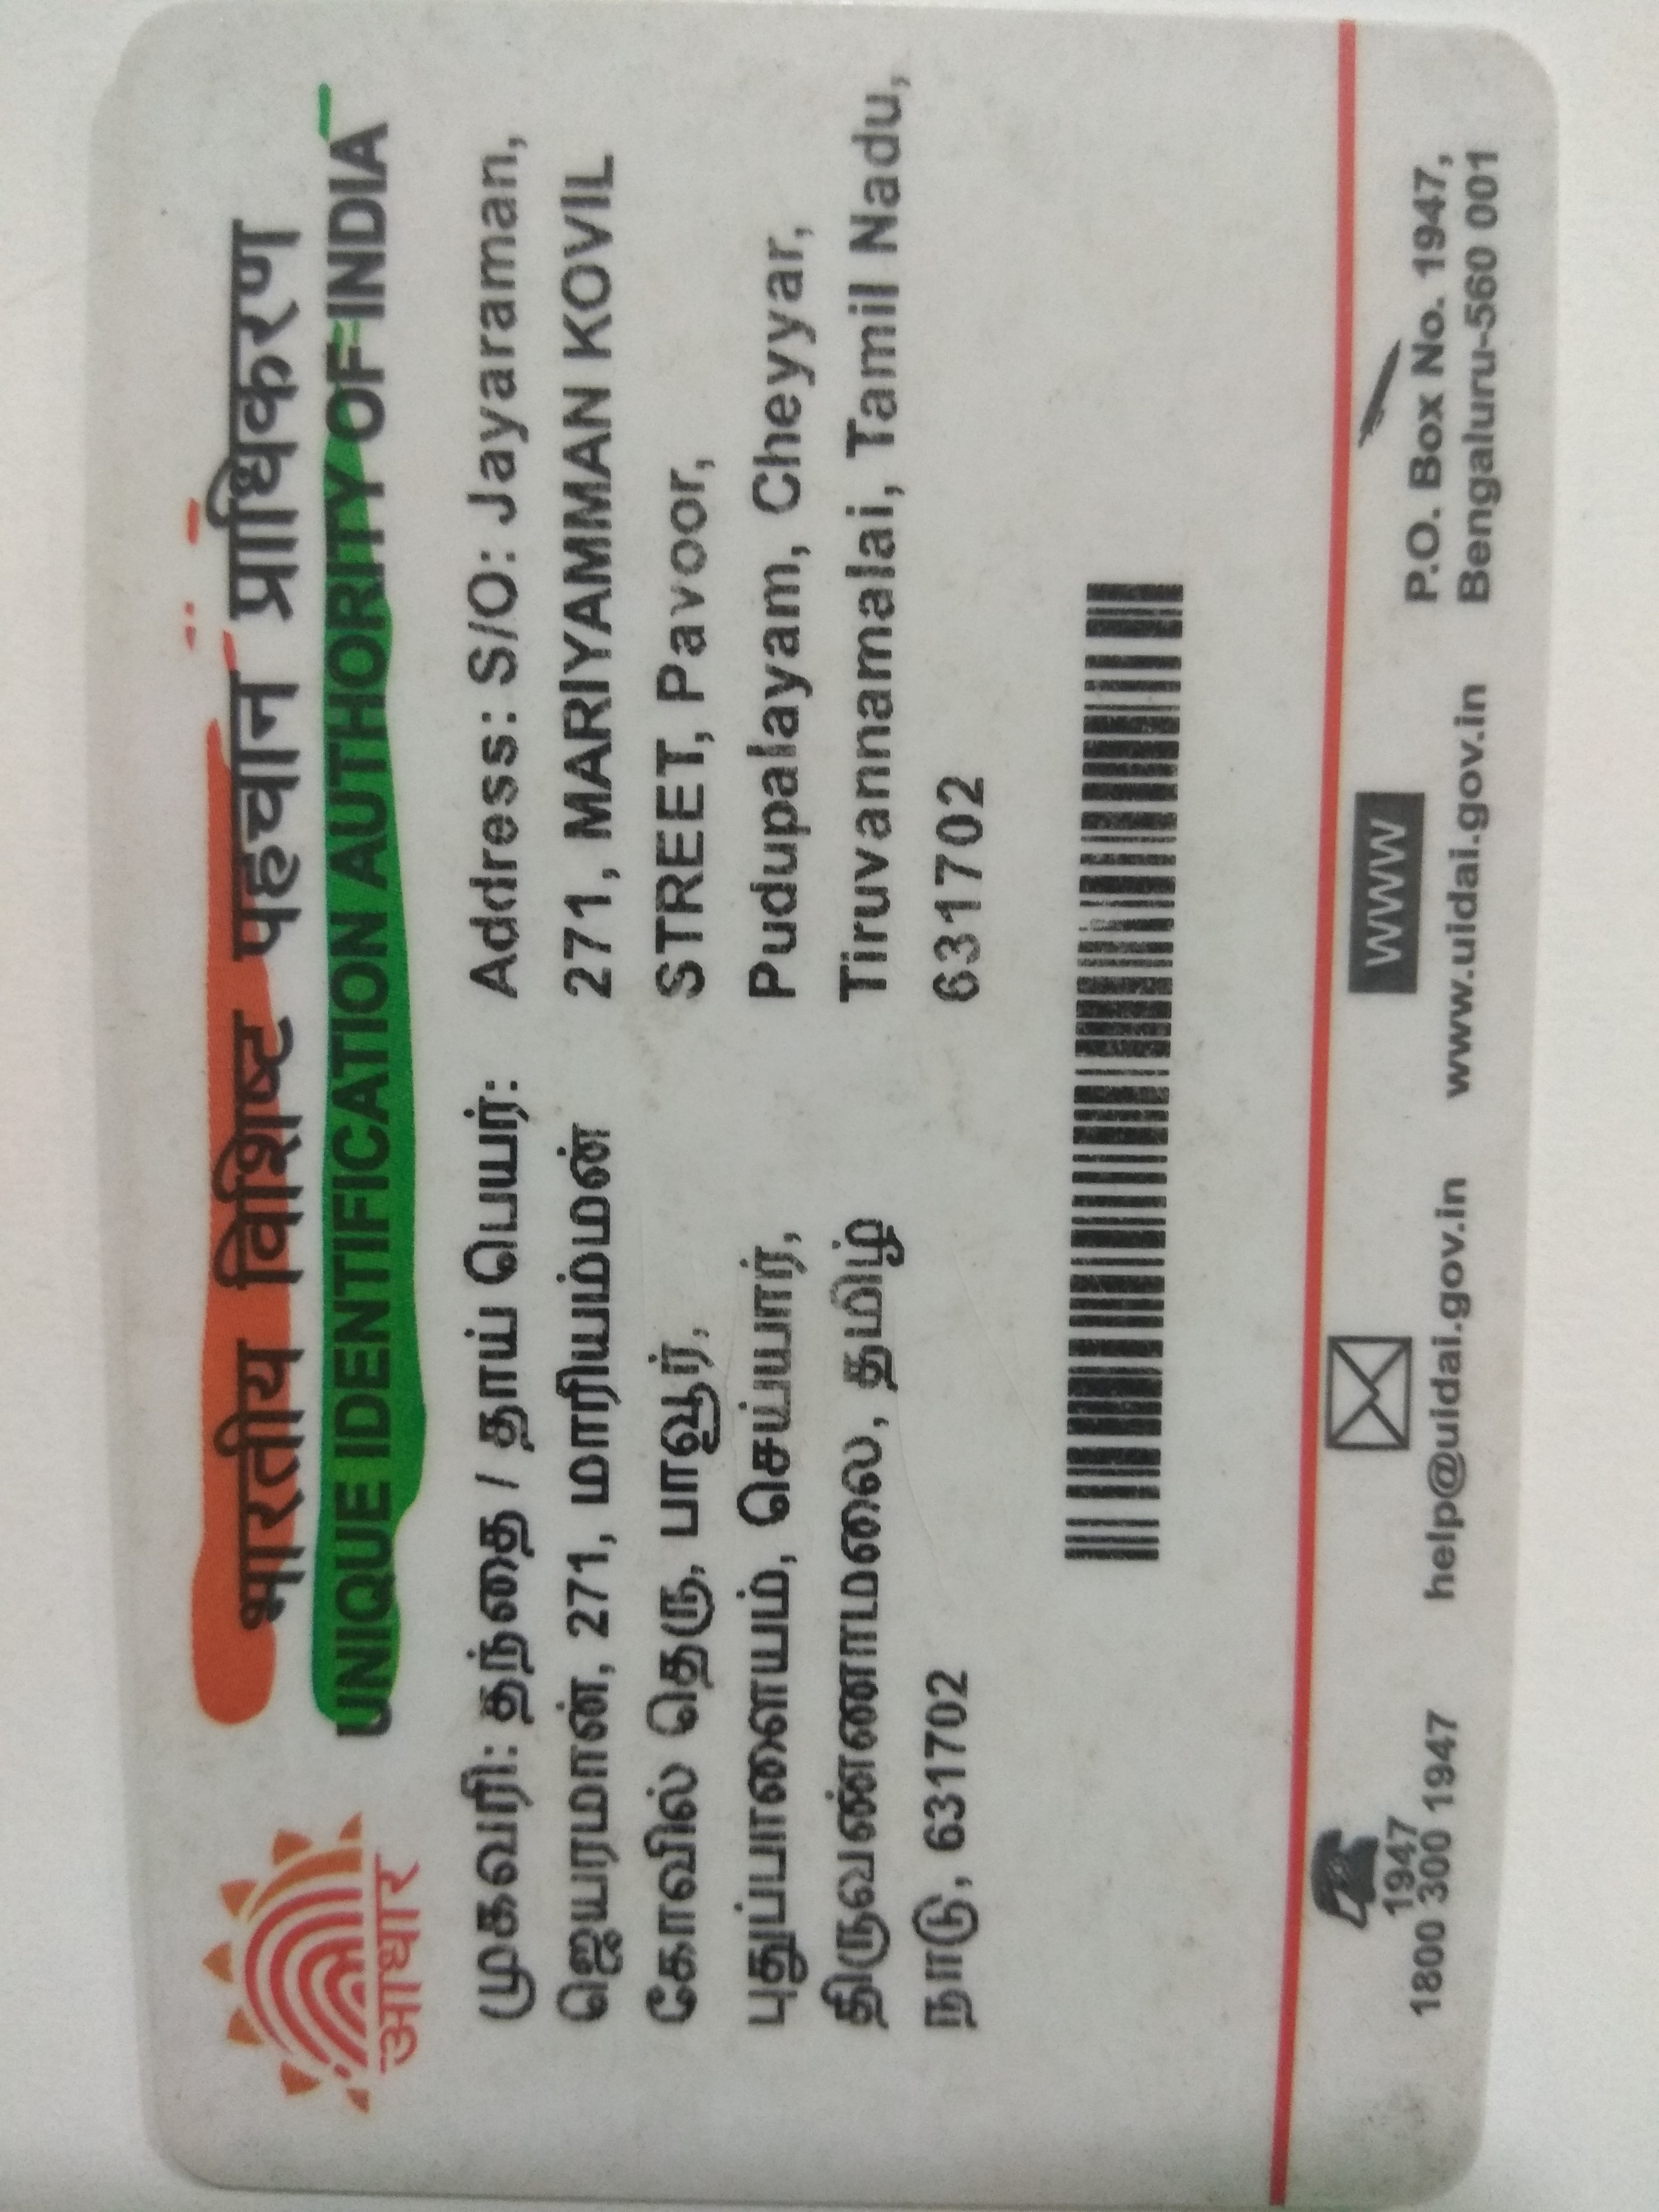 भारतीय विशिष्ट पहचान प्राधिकरण
UNIQUE IDENTIFICATION AUTHORITY OF INDIA
आधार
முகவரி: தந்தை / தாய் பெயர்:
ஜெயராமான், 271, மாரியம்மன்
கோவில் தெரு, பாவூர்,
புதுப்பாளையம், செய்யார்,
திருவண்ணாமலை, தமிழ்
நாடு, 631702
Address: S/O: Jayaraman,
271, MARIYAMMAN KOVIL
STREET, Pavoor,
Pudupalayam, Cheyyar,
Tiruvannamalai, Tamil Nadu,
631702
1947
1800 300 1947
help@uidai.gov.in
WWW
www.uidai.gov.in
P.O. Box No. 1947,
Bengaluru-560 001